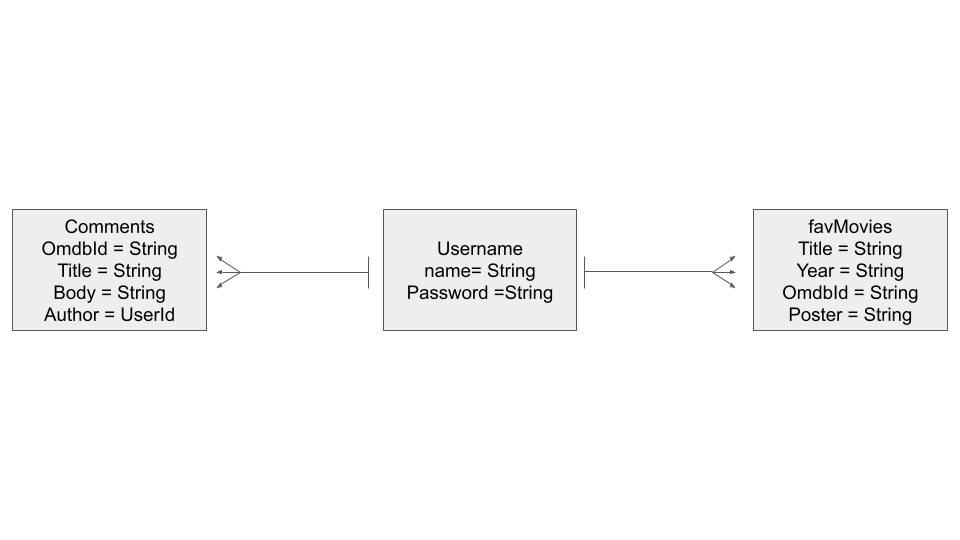 Comments
OmdbId = String
Title = String
Body = String
Author = UserId
Username
name= String
Password =String
favMovies
Title = String
Year = String
OmdbId = String
Poster = String